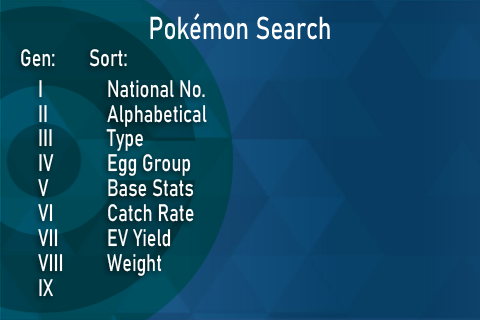 Pokémon Search
Gen: Sort:
I National No.
II Alphabetical
III Type
IV Egg Group
V Base Stats
VI Catch Rate
VII EV Yield
VIII Weight
IX